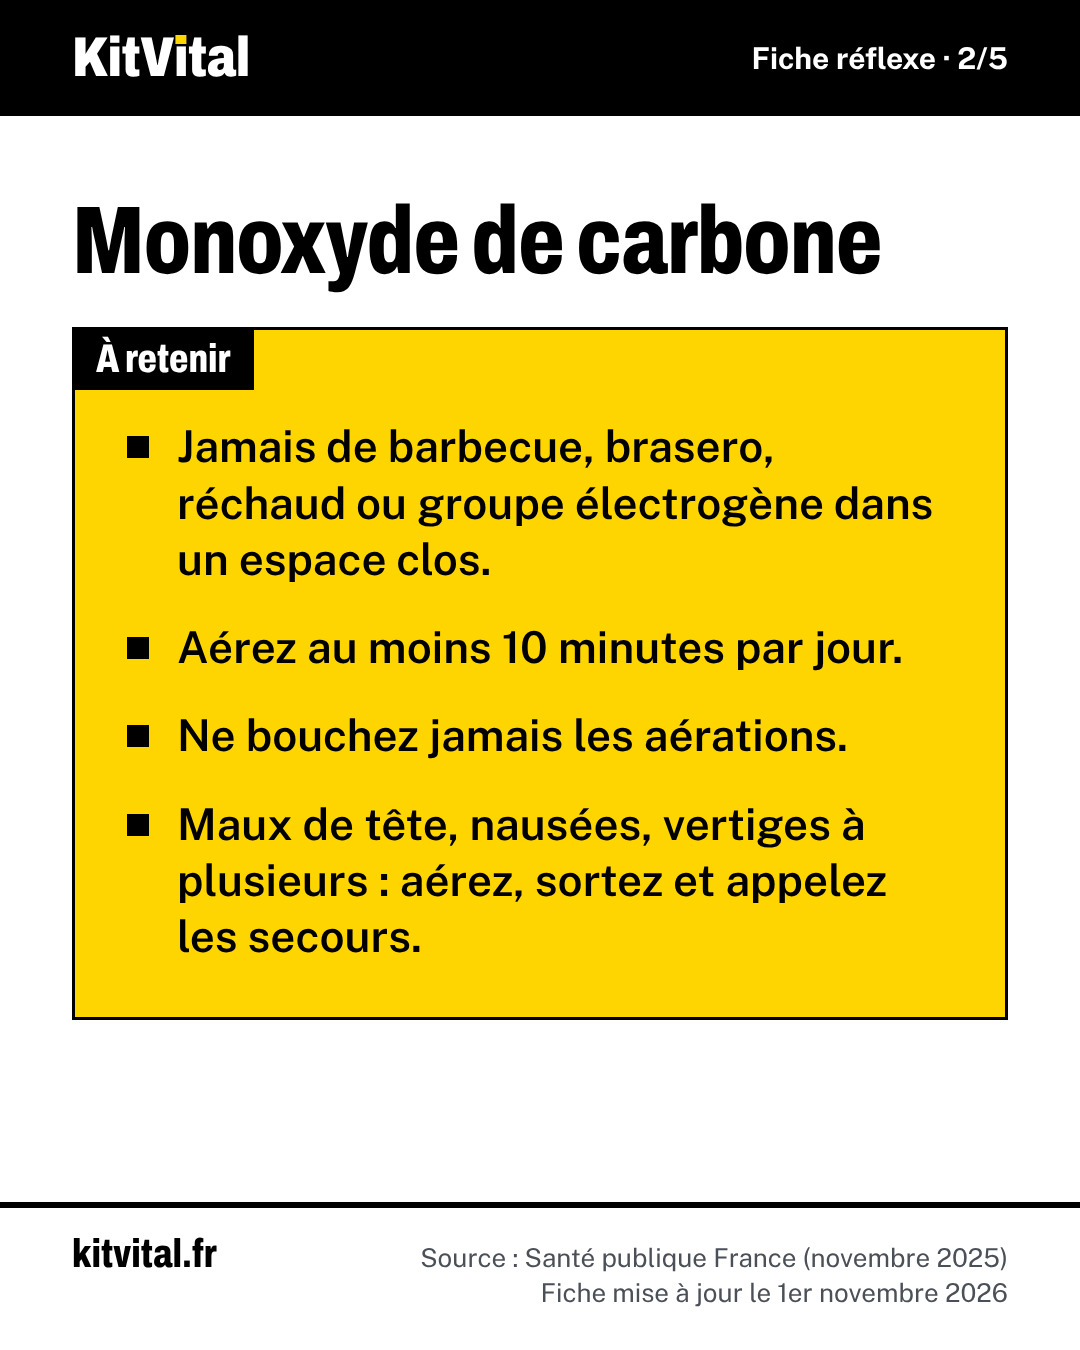 KitVital
Fiche réflexe · 2/5
Monoxyde de carbone
À retenir
Jamais de barbecue, brasero,
réchaud ou groupe électrogène dans
un espace clos.
Aérez au moins 10 minutes par jour.
Ne bouchez jamais les aérations.
Maux de tête, nausées, vertiges à
plusieurs : aérez, sortez et appelez
les secours.
kitvital.fr
Source : Santé publique France (novembre 2025)
Fiche mise à jour le 1er novembre 2026